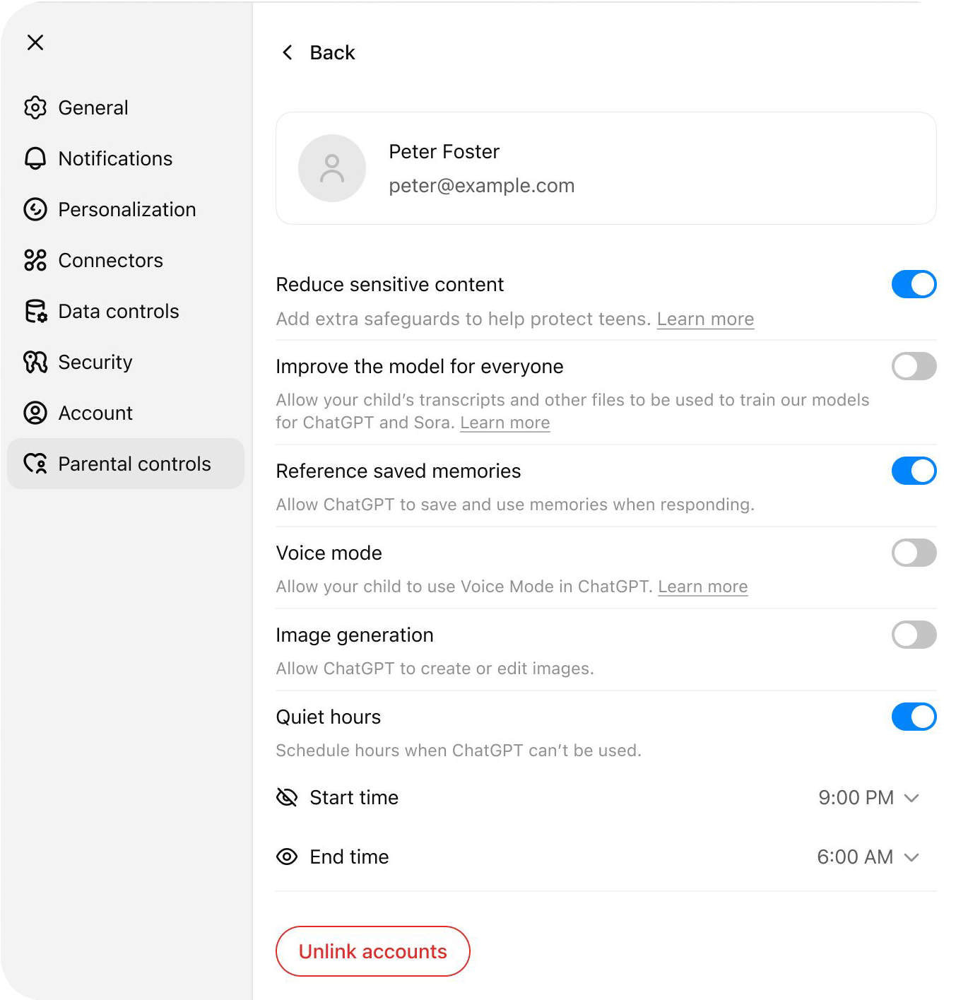 General
Notifications
Personalization
Connectors
Data controls
Security
Account
Parental controls
Back
Peter Foster
peter@example.com
Reduce sensitive content
Add extra safeguards to help protect teens. Learn more
Improve the model for everyone
Allow your child’s transcripts and other files to be used to train our models
for ChatGPT and Sora. Learn more
Reference saved memories
Allow ChatGPT to save and use memories when responding.
Voice mode
Allow your child to use Voice Mode in ChatGPT. Learn more
Image generation
Allow ChatGPT to create or edit images.
Quiet hours
Schedule hours when ChatGPT can’t be used.
Start time 9:00 PM
End time 6:00 AM
Unlink accounts